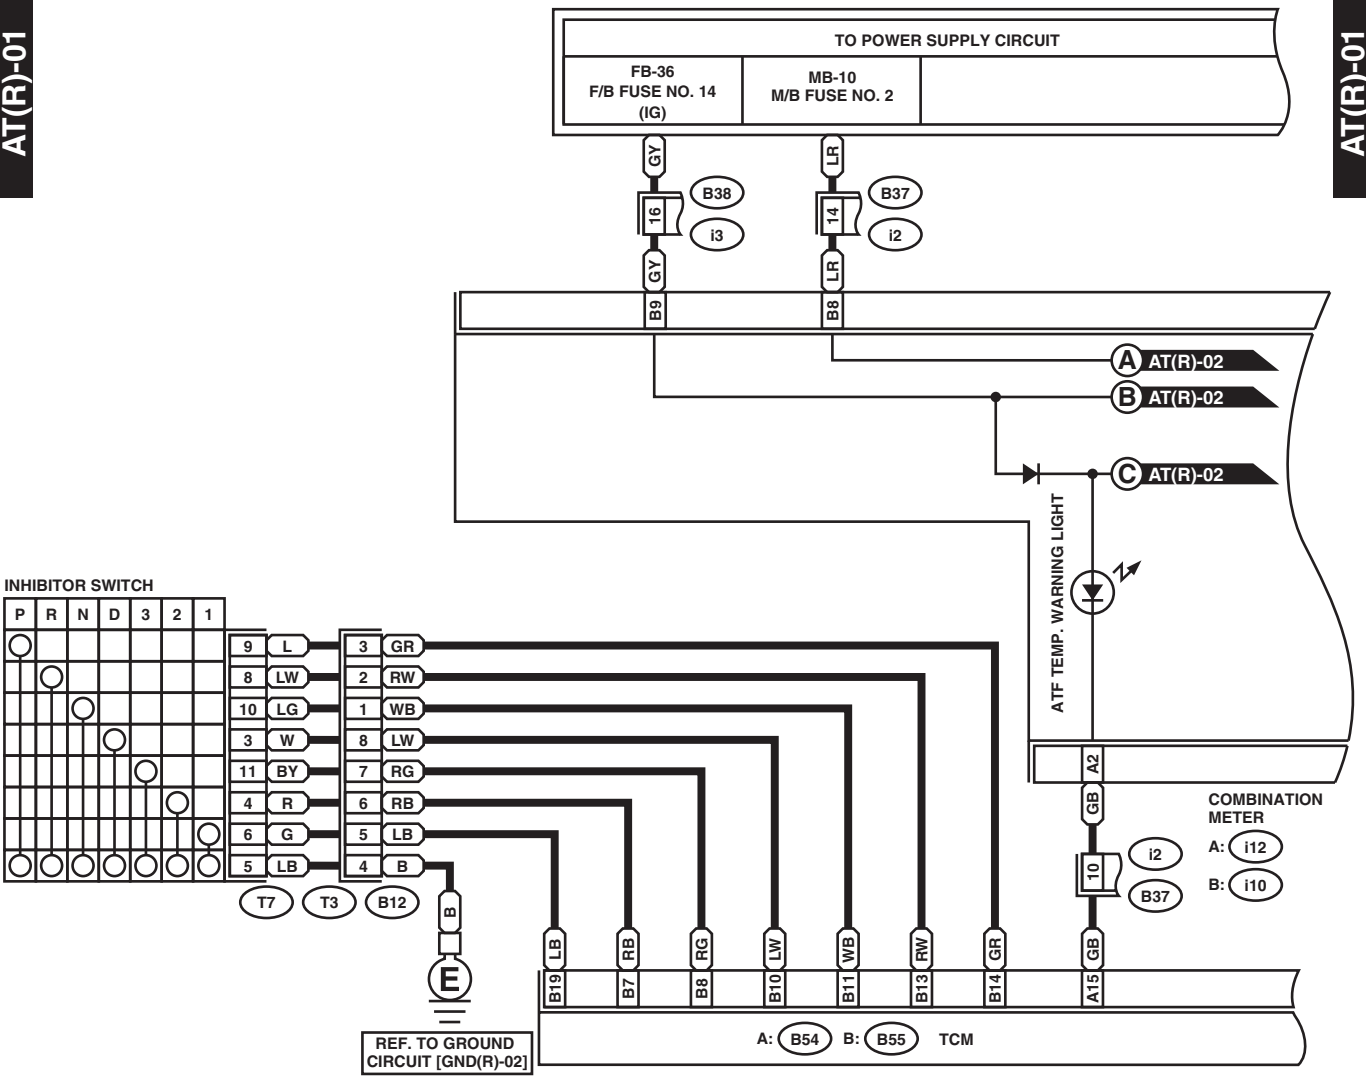 AT(R)-01
AT(R)-01
TO POWER SUPPLY CIRCUIT
FB-36
F/B FUSE NO. 14
(IG)
MB-10
M/B FUSE NO. 2
GY
LR
16
B38
i3
14
B37
i2
GY
LR
B9
B8
A AT(R)-02
B AT(R)-02
C AT(R)-02
ATF TEMP. WARNING LIGHT
INHIBITOR SWITCH
P R N D 3 2 1
9 L 3 GR
8 LW 2 RW
10 LG 1 WB
3 W 8 LW
11 BY 7 RG
4 R 6 RB
6 G 5 LB
5 LB 4 B
T7 T3 B12
B
E
REF. TO GROUND
CIRCUIT [GND(R)-02]
A2
GB
COMBINATION
METER
A: i12
B: i10
10
i2
B37
LB RB RG LW WB RW GR GB
B19 B7 B8 B10 B11 B13 B14 A15
A: B54 B: B55 TCM